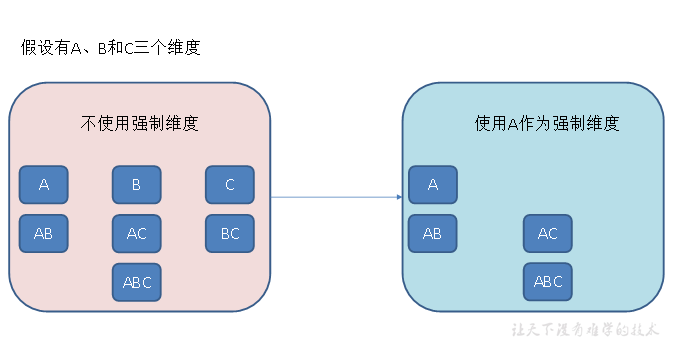 假设有A、B和C三个维度
不使用强制维度
A B C
AB AC BC
ABC
使用A作为强制维度
A
AB AC
ABC
让天下没有难学的技术